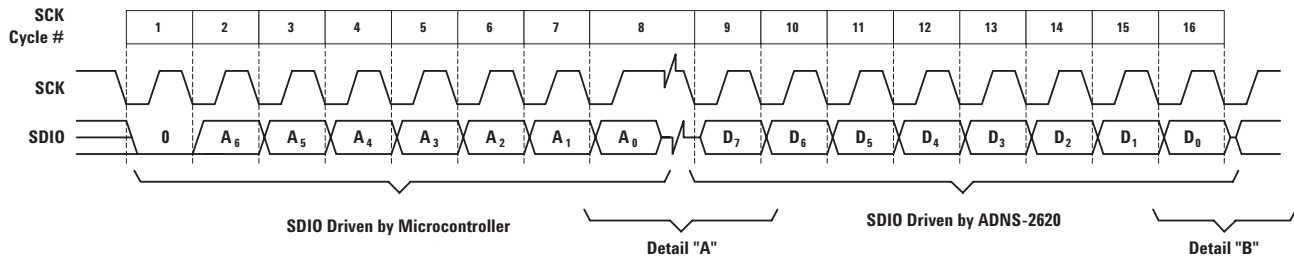 SCK
Cycle #
1 2 3 4 5 6 7 8 9 10 11 12 13 14 15 16
SCK
SDIO
0 A6 A5 A4 A3 A2 A1 A0 D7 D6 D5 D4 D3 D2 D1 D0
SDIO Driven by Microcontroller
SDIO Driven by ADNS-2620
Detail "A"
Detail "B"